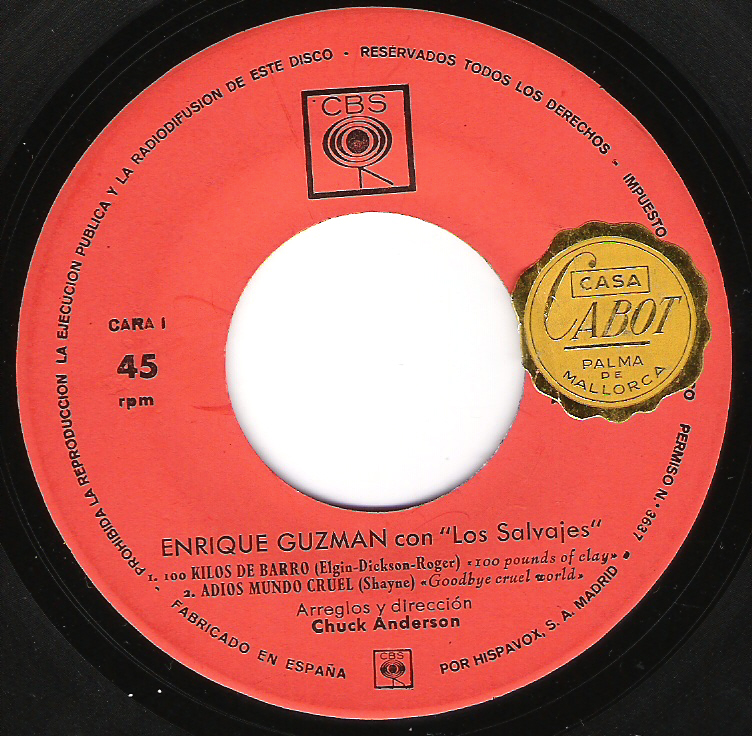 PROHIBIDA LA REPRODUCCION LA EJECUCION PUBLICA Y LA RADIODIFUSION DE ESTE DISCO - RESERVADOS TODOS LOS DERECHOS - IMPUESTO
PERMISO N.º 3637
CBS
CASA
CABOT
PALMA
DE
MALLORCA
CARA 1
45
rpm
ENRIQUE GUZMAN con "Los Salvajes"
1. 100 KILOS DE BARRO (Elgin-Dickson-Roger) «100 pounds of clay»
2. ADIOS MUNDO CRUEL (Shayne) «Goodbye cruel world»
Arreglos y dirección
Chuck Anderson
CBS
- FABRICADO EN ESPAÑA
POR HISPAVOX, S. A. MADRID